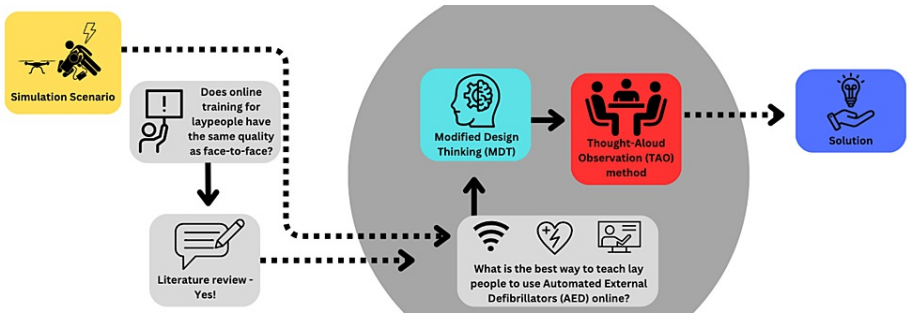 Simulation Scenario
Does online
training for
laypeople have
the same quality
as face-to-face?
Literature review -
Yes!
Modified Design
Thinking (MDT)
Thought-Aloud
Observation (TAO)
method
Solution
What is the best way to teach lay
people to use Automated External
Defibrillators (AED) online?